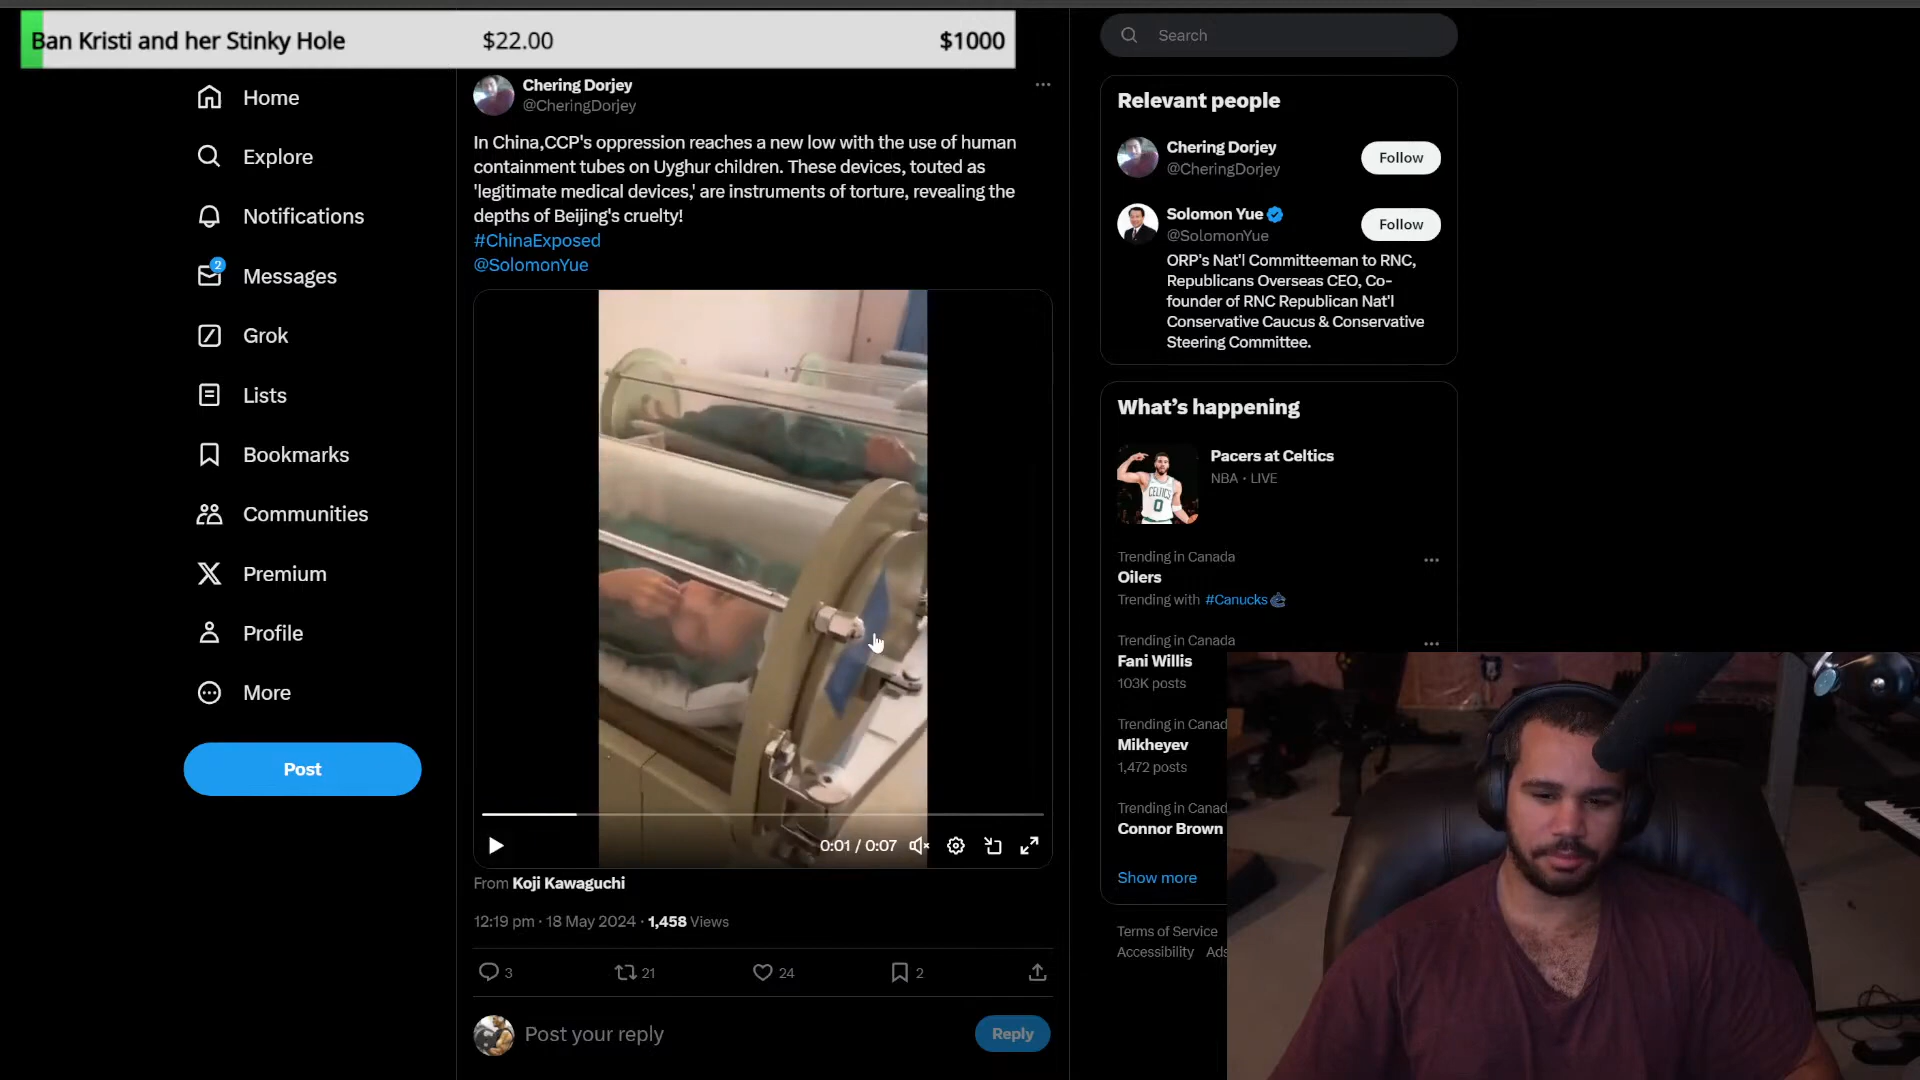 Ban Kristi and her Stinky Hole $22.00 $1000
Home
Explore
Notifications
2
Messages
Grok
Lists
Bookmarks
Communities
Premium
Profile
More
Post
Chering Dorjey
@CheringDorjey
In China,CCP's oppression reaches a new low with the use of human
containment tubes on Uyghur children. These devices, touted as
'legitimate medical devices,' are instruments of torture, revealing the
depths of Beijing's cruelty!
#ChinaExposed
@SolomonYue
0:01 / 0:07
From Koji Kawaguchi
12:19 pm · 18 May 2024 · 1,458 Views
3 21 24 2
Post your reply
Reply
Search
Relevant people
Chering Dorjey
@CheringDorjey
Follow
Solomon Yue
@SolomonYue
Follow
ORP's Nat'l Committeeman to RNC,
Republicans Overseas CEO, Co-
founder of RNC Republican Nat'l
Conservative Caucus & Conservative
Steering Committee.
What's happening
Pacers at Celtics
NBA · LIVE
CELTICS
0
Trending in Canada
Oilers
Trending with #Canucks
Trending in Canada
Fani Willis
103K posts
Trending in Canad
Mikheyev
1,472 posts
Trending in Canad
Connor Brown
Show more
Terms of Service
Accessibility Ads